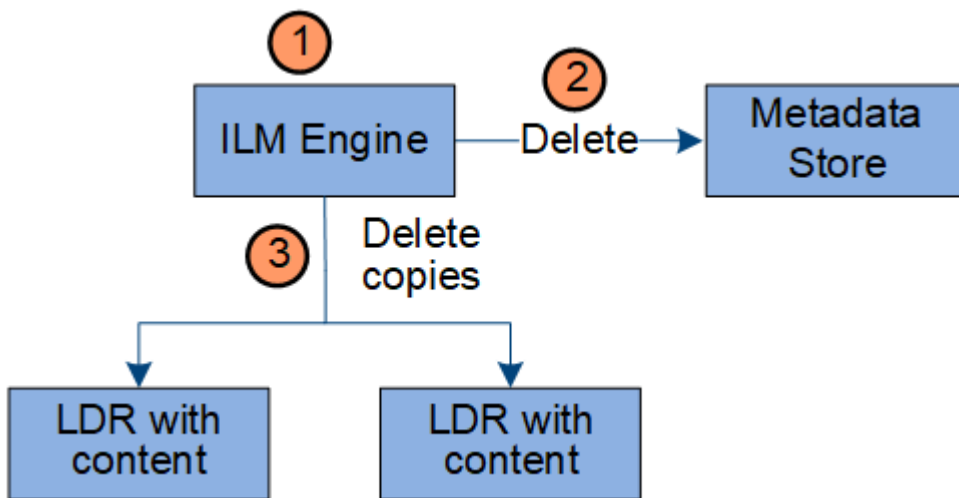 1
2
ILM Engine
Delete
Metadata
Store
3
Delete
copies
LDR with
content
LDR with
content